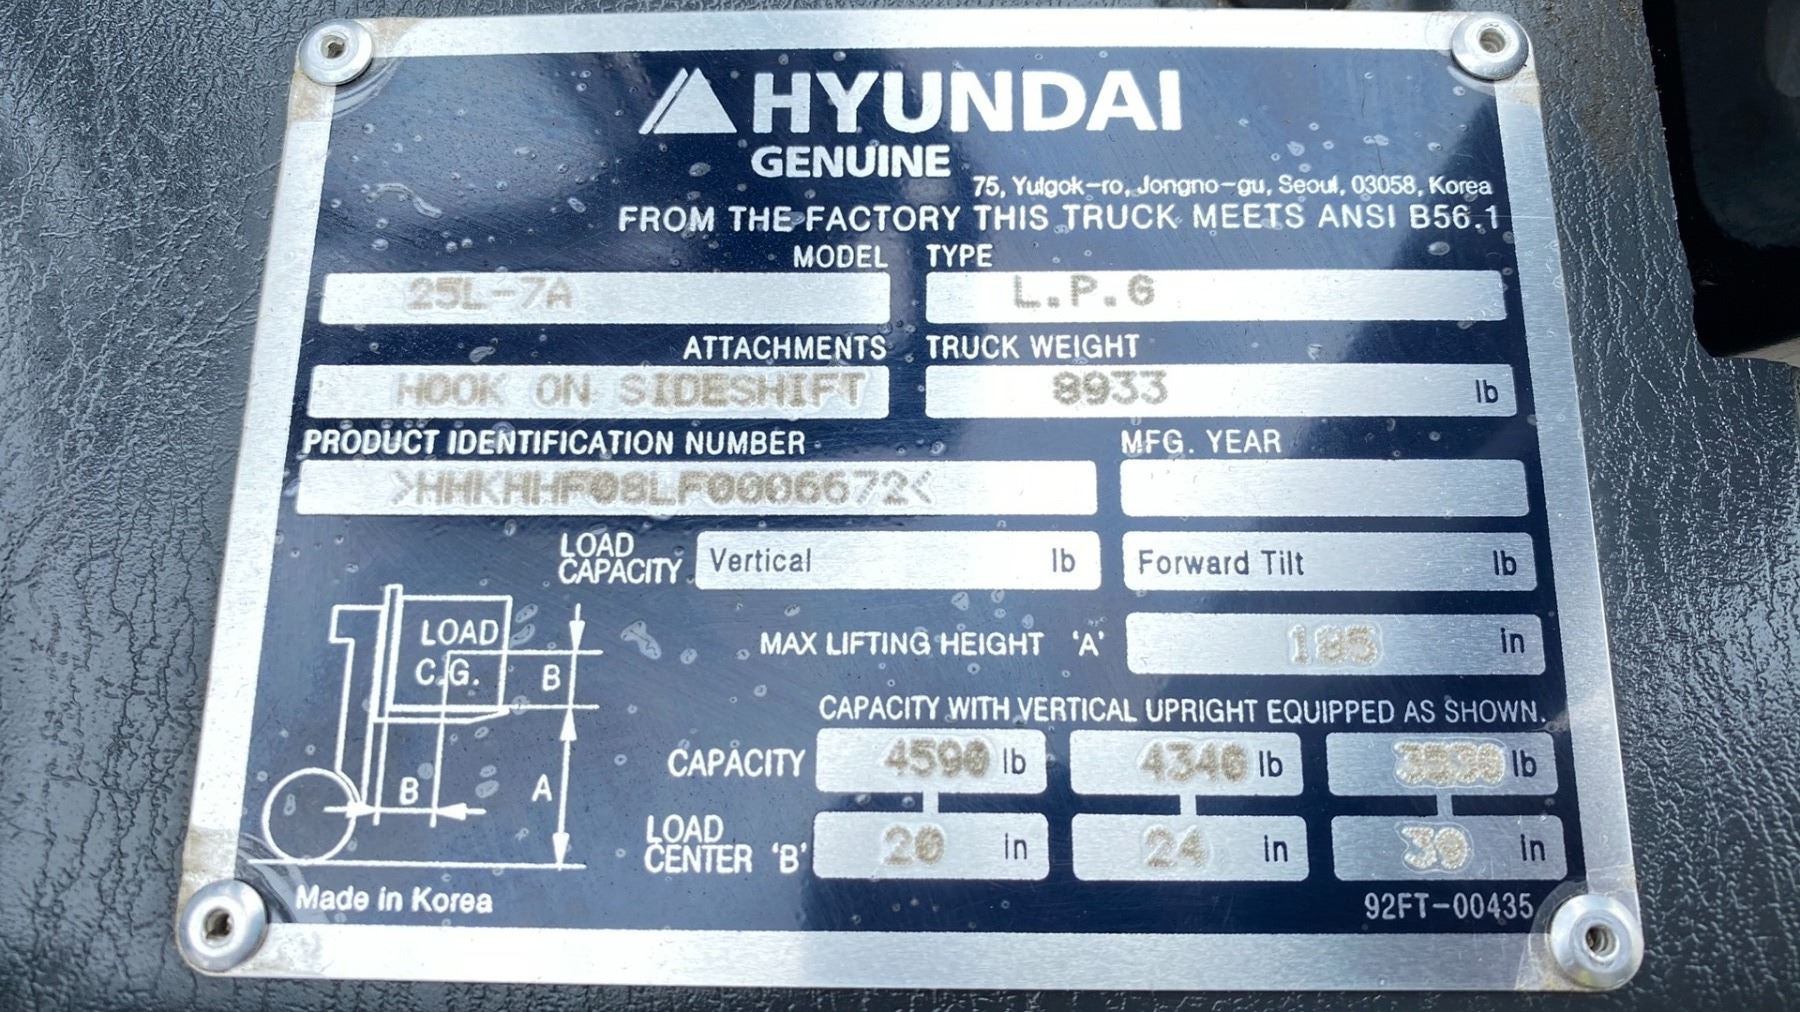 HYUNDAI
GENUINE
75, Yulgok-ro, Jongno-gu, Seoul, 03058, Korea
FROM THE FACTORY THIS TRUCK MEETS ANSI B56.1
MODEL TYPE
25L-7A L.P.G
ATTACHMENTS TRUCK WEIGHT
HOOK ON SIDESHIFT 8933 lb
PRODUCT IDENTIFICATION NUMBER MFG. YEAR
>HHKHHF08LF0006672<
LOAD CAPACITY Vertical lb Forward Tilt lb
MAX LIFTING HEIGHT 'A' 185 in
CAPACITY WITH VERTICAL UPRIGHT EQUIPPED AS SHOWN.
CAPACITY 4590 lb 4340 lb 3530 lb
LOAD CENTER 'B' 20 in 24 in 30 in
LOAD
C.G.
B
B
A
Made in Korea
92FT-00435